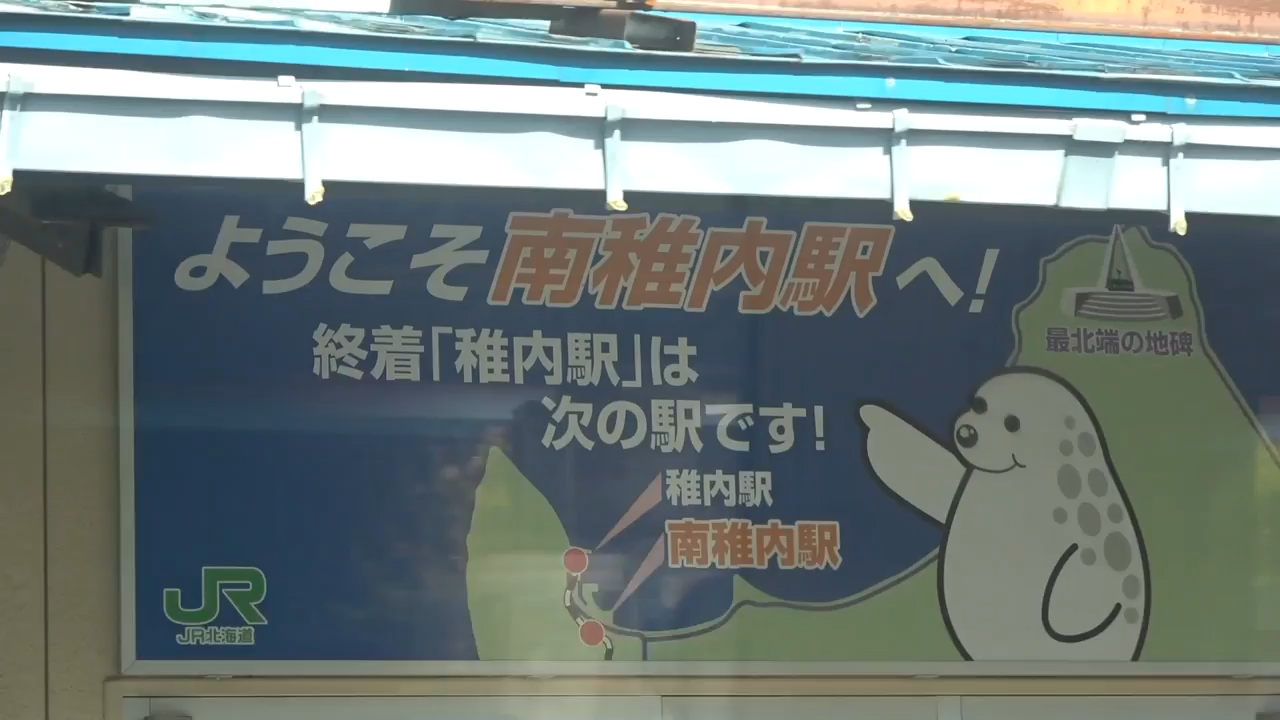 ようこそ南稚内駅へ!
最北端の地碑
終着「稚内駅」は
次の駅です!
稚内駅
南稚内駅
JR
JR北海道